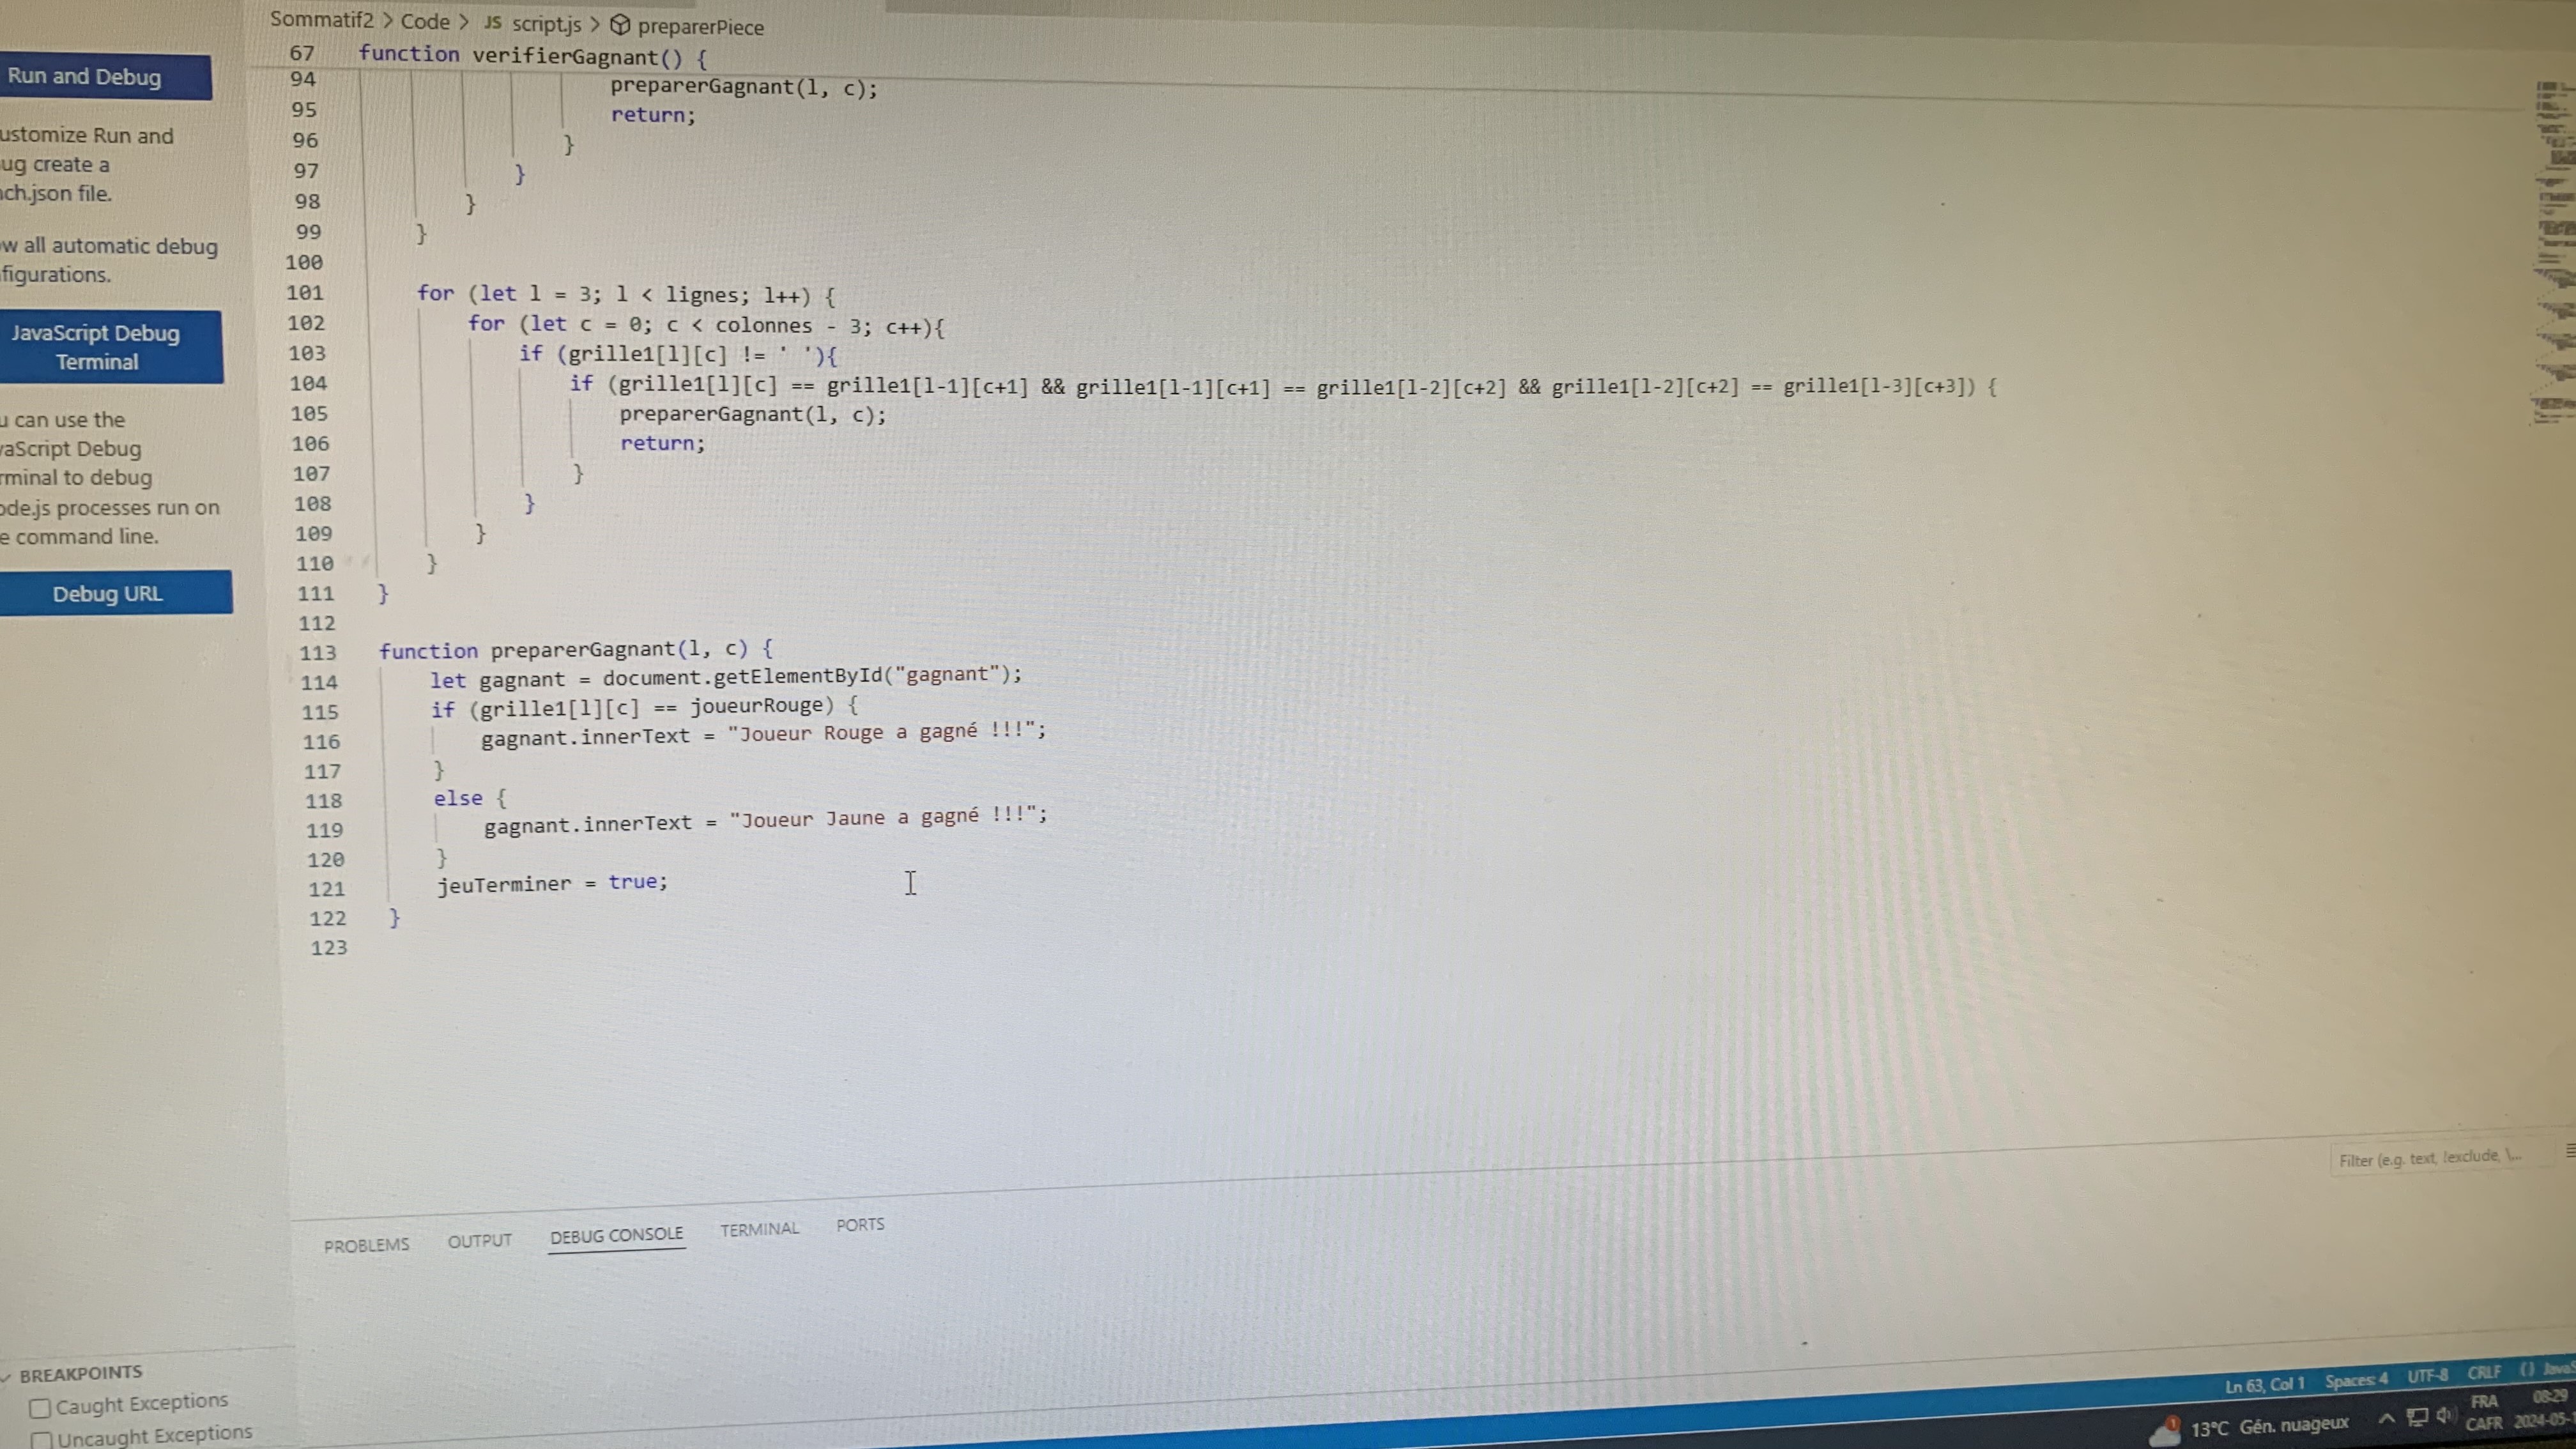 Sommatif2 > Code > JS script.js > preparerPiece
67 function verifierGagnant() {
94 preparerGagnant(l, c);
95 return;
96 }
97 }
98 }
99 }
100
101 for (let l = 3; l < lignes; l++) {
102 for (let c = 0; c < colonnes - 3; c++){
103 if (grille1[l][c] != ' '){
104 if (grille1[l][c] == grille1[l-1][c+1] && grille1[l-1][c+1] == grille1[l-2][c+2] && grille1[l-2][c+2] == grille1[l-3][c+3]) {
105 preparerGagnant(l, c);
106 return;
107 }
108 }
109 }
110 }
111 }
112
113 function preparerGagnant(l, c) {
114 let gagnant = document.getElementById("gagnant");
115 if (grille1[l][c] == joueurRouge) {
116 gagnant.innerText = "Joueur Rouge a gagné !!!";
117 }
118 else {
119 gagnant.innerText = "Joueur Jaune a gagné !!!";
120 }
121 jeuTerminer = true;
122 }
123
Run and Debug
ustomize Run and
ug create a
ch.json file.
w all automatic debug
figurations.
JavaScript Debug
Terminal
u can use the
aScript Debug
rminal to debug
ode.js processes run on
e command line.
Debug URL
Filter (e.g. text, !exclude, \...
PROBLEMS OUTPUT DEBUG CONSOLE TERMINAL PORTS
BREAKPOINTS
Caught Exceptions
Uncaught Exceptions
Ln 63, Col 1 Spaces: 4 UTF-8 CRLF {} JavaS
13°C Gén. nuageux
FRA
CAFR
08:29
2024-05-1